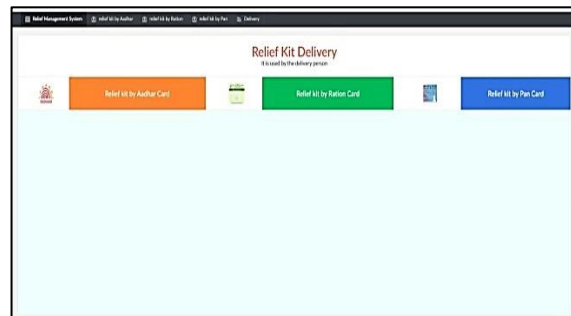 Relief Management System relief kit by Aadhar relief kit by Ration relief kit by Pan Delivery
Relief Kit Delivery
It is used by the delivery person
Relief kit by Aadhar Card Relief kit by Ration Card Relief kit by Pan Card